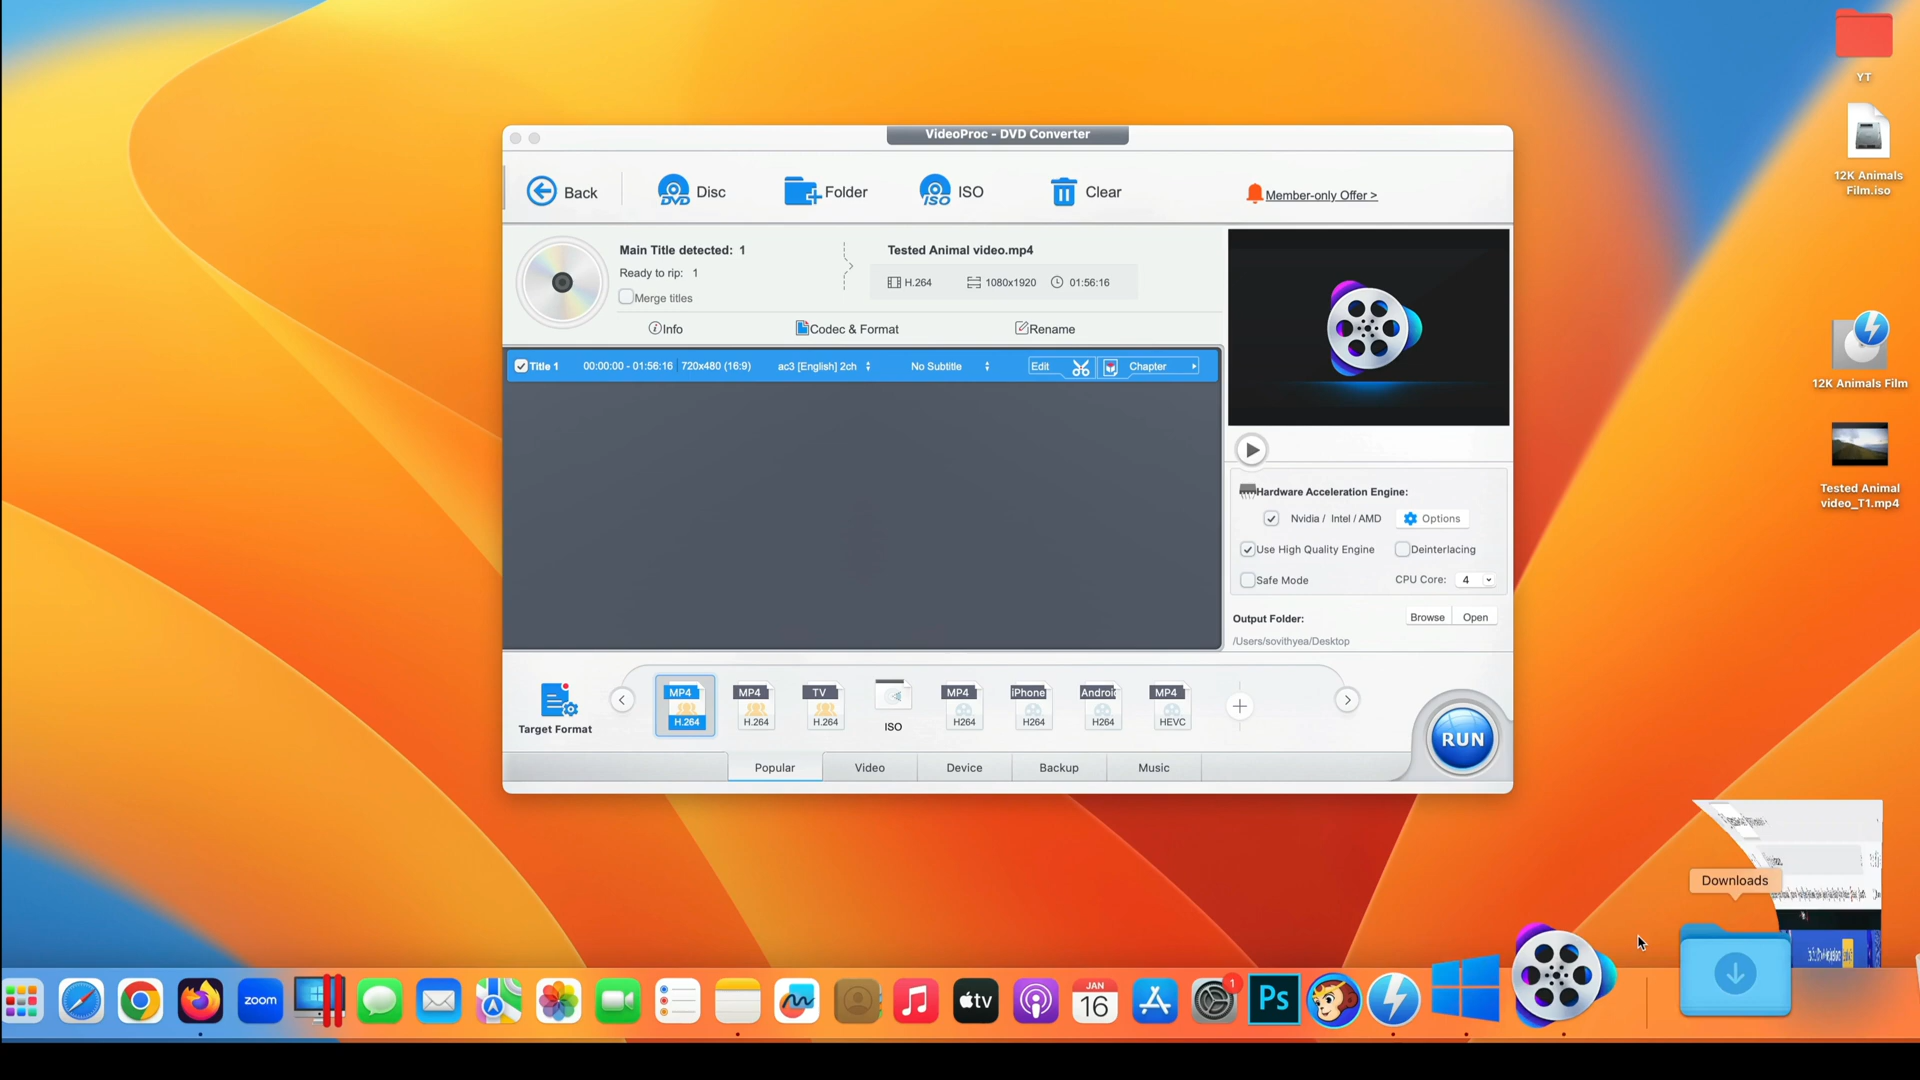 VideoProc - DVD Converter
Back
Disc
Folder
ISO
Clear
Member-only Offer >
Main Title detected: 1
Ready to rip: 1
Merge titles
Tested Animal video.mp4
H.264
1080x1920
01:56:16
Info
Codec & Format
Rename
Title 1
00:00:00 - 01:56:16
720x480 (16:9)
ac3 [English] 2ch
No Subtitle
Edit
Chapter
Hardware Acceleration Engine:
Nvidia / Intel / AMD
Options
Use High Quality Engine
Deinterlacing
Safe Mode
CPU Core: 4
Output Folder:
Browse
Open
/Users/sovithyea/Desktop
Target Format
MP4
H.264
MP4
H.264
TV
H.264
ISO
MP4
H264
iPhone
H264
Androi
H264
MP4
HEVC
RUN
Popular
Video
Device
Backup
Music
YT
12K Animals
Film.iso
12K Animals Film
Tested Animal
video_T1.mp4
Downloads
zoom
tv
JAN
16
1
Ps
DVD
ISO